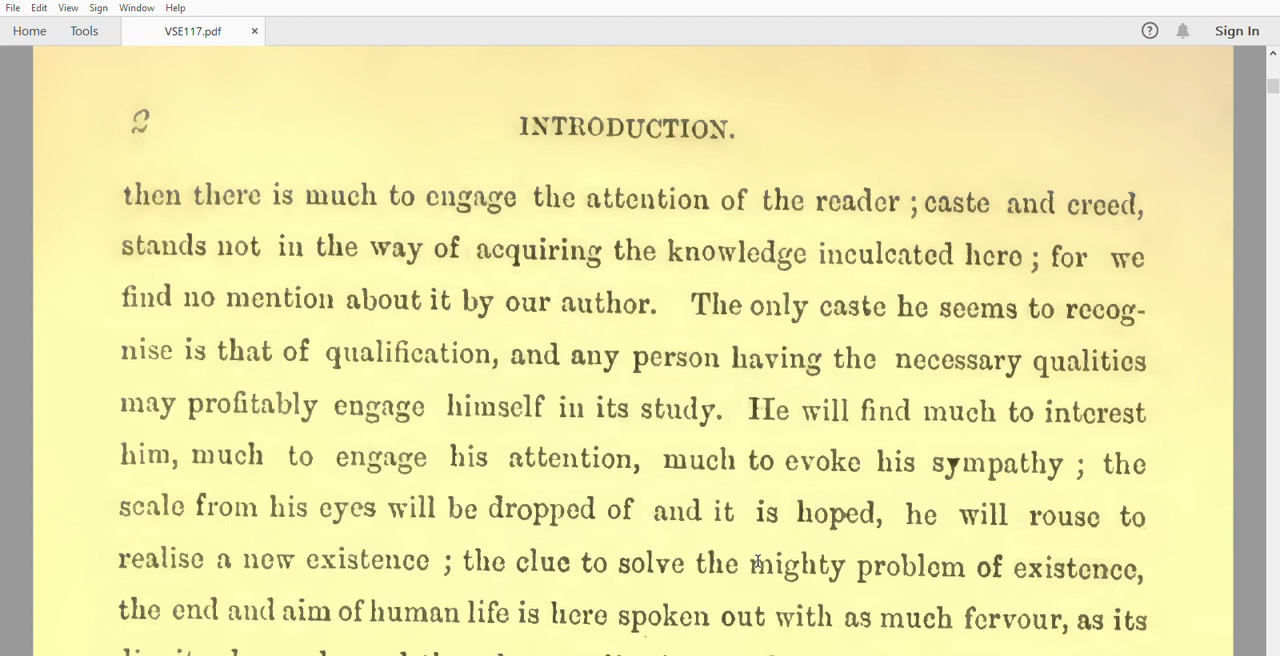 File Edit View Sign Window Help
Home Tools VSE117.pdf × ? Sign In
2 INTRODUCTION.
then there is much to engage the attention of the reader ; caste and creed,
stands not in the way of acquiring the knowledge inculcated here ; for we
find no mention about it by our author. The only caste he seems to recog-
nise is that of qualification, and any person having the necessary qualities
may profitably engage himself in its study. He will find much to interest
him, much to engage his attention, much to evoke his sympathy ; the
scale from his eyes will be dropped of and it is hoped, he will rouse to
realise a new existence ; the clue to solve the mighty problem of existence,
the end and aim of human life is here spoken out with as much fervour, as its